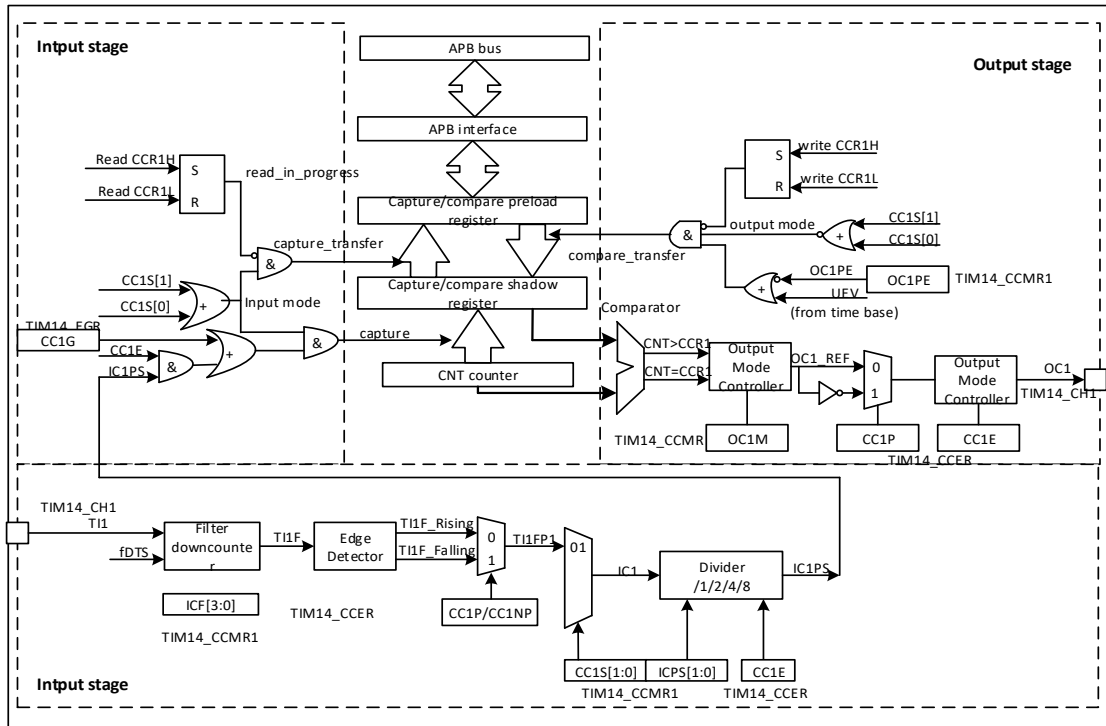 Intput stage
APB bus
Output stage
APB interface
Read CCR1H
S
Read CCR1L
R
read_in_progress
S
write CCR1H
R
write CCR1L
Capture/compare preload
register
&
capture_transfer
&
output mode
compare_transfer
+
CC1S[1]
CC1S[0]
CC1S[1]
CC1S[0]
+
Input mode
Capture/compare shadow
register
+
OC1PE
OC1PE
TIM14_CCMR1
UEV
(from time base)
Comparator
TIM14_EGR
CC1G
CC1E
IC1PS
&
+
&
capture
CNT counter
CNT>CCR1
CNT=CCR1
Output
Mode
Controller
OC1_REF
0
1
Output
Mode
Controller
OC1
TIM14_CH1
TIM14_CCMR
OC1M
CC1P
CC1E
TIM14_CCER
TIM14_CH1
TI1
fDTS
Filter
downcounte
r
TI1F
Edge
Detector
TI1F_Rising
TI1F_Falling
0
1
TI1FP1
01
IC1
Divider
/1/2/4/8
IC1PS
ICF[3:0]
TIM14_CCMR1
TIM14_CCER
CC1P/CC1NP
CC1S[1:0]
ICPS[1:0]
CC1E
TIM14_CCMR1
TIM14_CCER
Intput stage